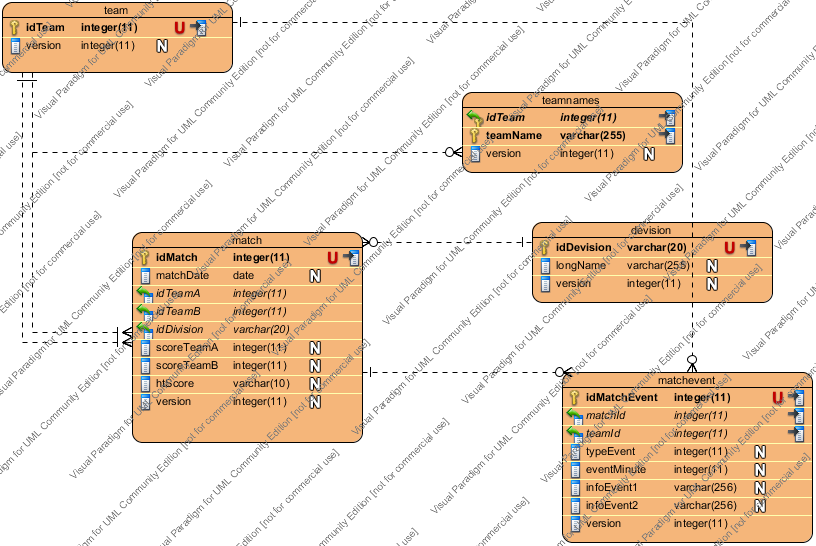 team
idTeam integer(11) U
version integer(11) N
teamnames
idTeam integer(11)
teamName varchar(255)
version integer(11) N
devision
idDevision varchar(20) U
longName varchar(255) N
version integer(11) N
match
idMatch integer(11) U
matchDate date N
idTeamA integer(11)
idTeamB integer(11)
idDivision varchar(20)
scoreTeamA integer(11) N
scoreTeamB integer(11) N
htScore varchar(10) N
version integer(11) N
matchevent
idMatchEvent integer(11) U
matchId integer(11)
teamId integer(11)
typeEvent integer(11) N
eventMinute integer(11) N
infoEvent1 varchar(256) N
infoEvent2 varchar(256) N
version integer(11)
Visual Paradigm for UML Community Edition [not for commercial use]